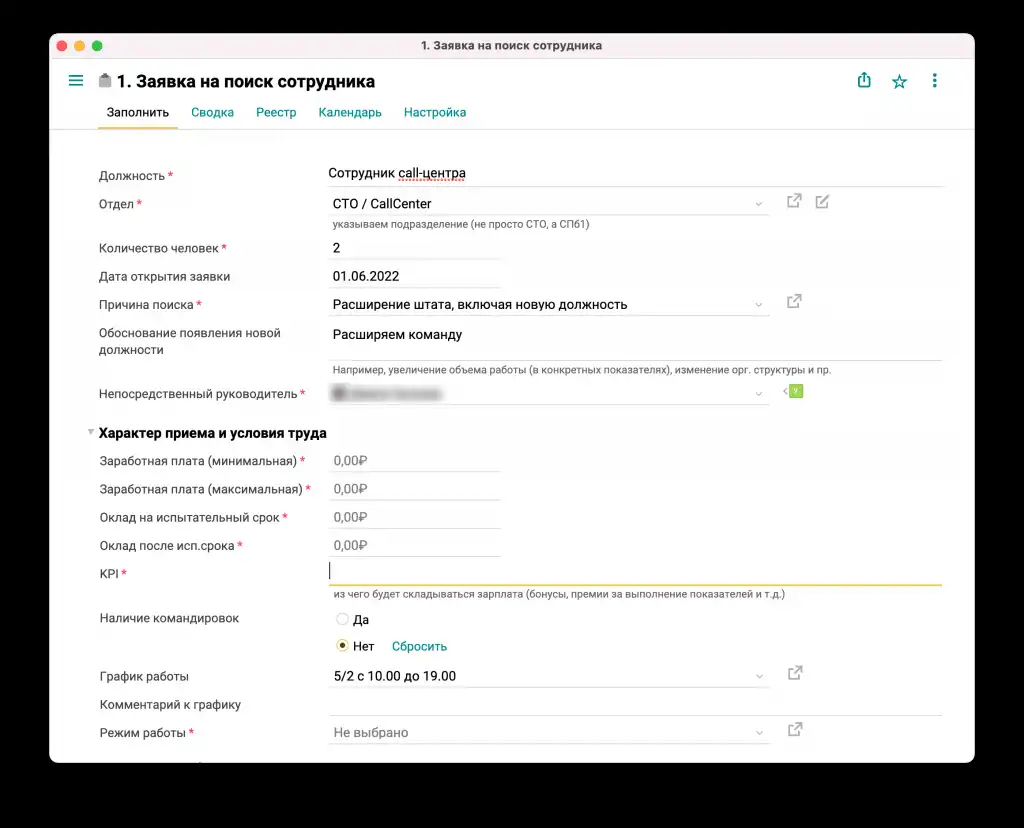 1. Заявка на поиск сотрудника
1. Заявка на поиск сотрудника
Заполнить Сводка Реестр Календарь Настройка
Должность * Сотрудник call-центра
Отдел * СТО / CallCenter
указываем подразделение (не просто СТО, а СПб1)
Количество человек * 2
Дата открытия заявки 01.06.2022
Причина поиска * Расширение штата, включая новую должность
Обоснование появления новой должности Расширяем команду
Например, увеличение объема работы (в конкретных показателях), изменение орг. структуры и пр.
Непосредственный руководитель *
Характер приема и условия труда
Заработная плата (минимальная) * 0,00₽
Заработная плата (максимальная) * 0,00₽
Оклад на испытательный срок * 0,00₽
Оклад после исп.срока * 0,00₽
KPI *
из чего будет складываться зарплата (бонусы, премии за выполнение показателей и т.д.)
Наличие командировок Да
Нет Сбросить
График работы 5/2 с 10.00 до 19.00
Комментарий к графику
Режим работы * Не выбрано